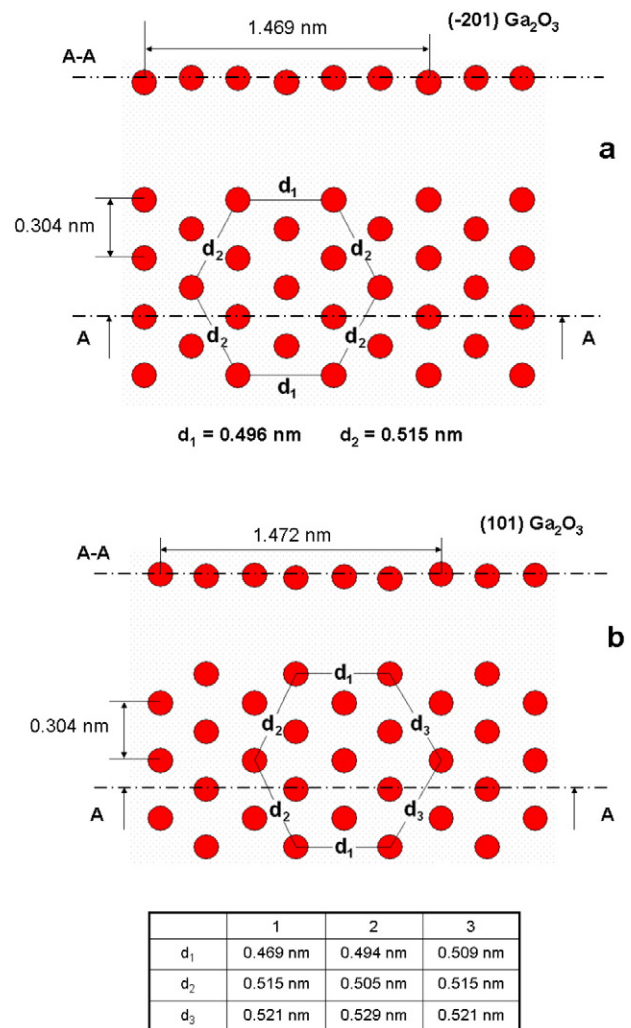 (-201) Ga₂O₃
1.469 nm
A-A
a
d₁
0.304 nm
d₂ d₂
A A
d₂ d₂
d₁
d₁ = 0.496 nm d₂ = 0.515 nm
(101) Ga₂O₃
1.472 nm
A-A
b
d₁
0.304 nm
d₂ d₃
A A
d₂ d₃
d₁
1 2 3
d₁ 0.469 nm 0.494 nm 0.509 nm
d₂ 0.515 nm 0.505 nm 0.515 nm
d₃ 0.521 nm 0.529 nm 0.521 nm